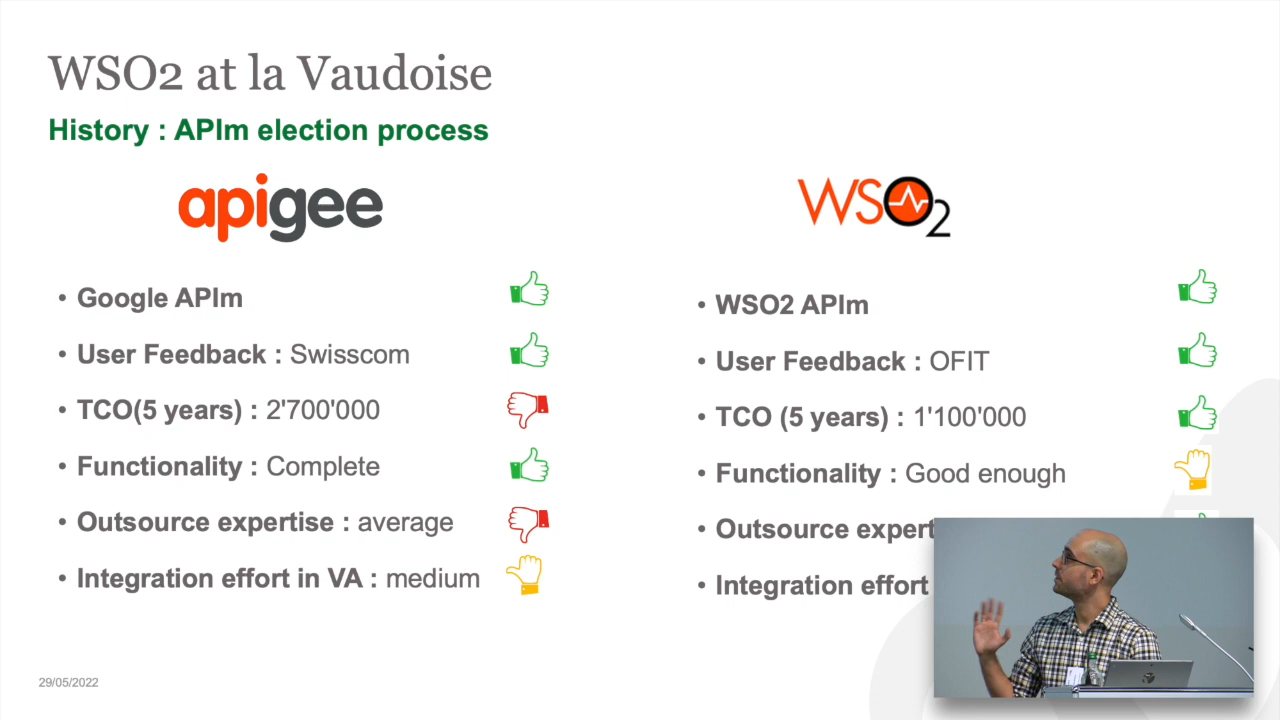 WSO2 at la Vaudoise
History : APIm election process
apigee
• Google APIm
• User Feedback : Swisscom
• TCO(5 years) : 2'700'000
• Functionality : Complete
• Outsource expertise : average
• Integration effort in VA : medium
WSO2
• WSO2 APIm
• User Feedback : OFIT
• TCO (5 years) : 1'100'000
• Functionality : Good enough
• Outsource expert
• Integration effort
29/05/2022